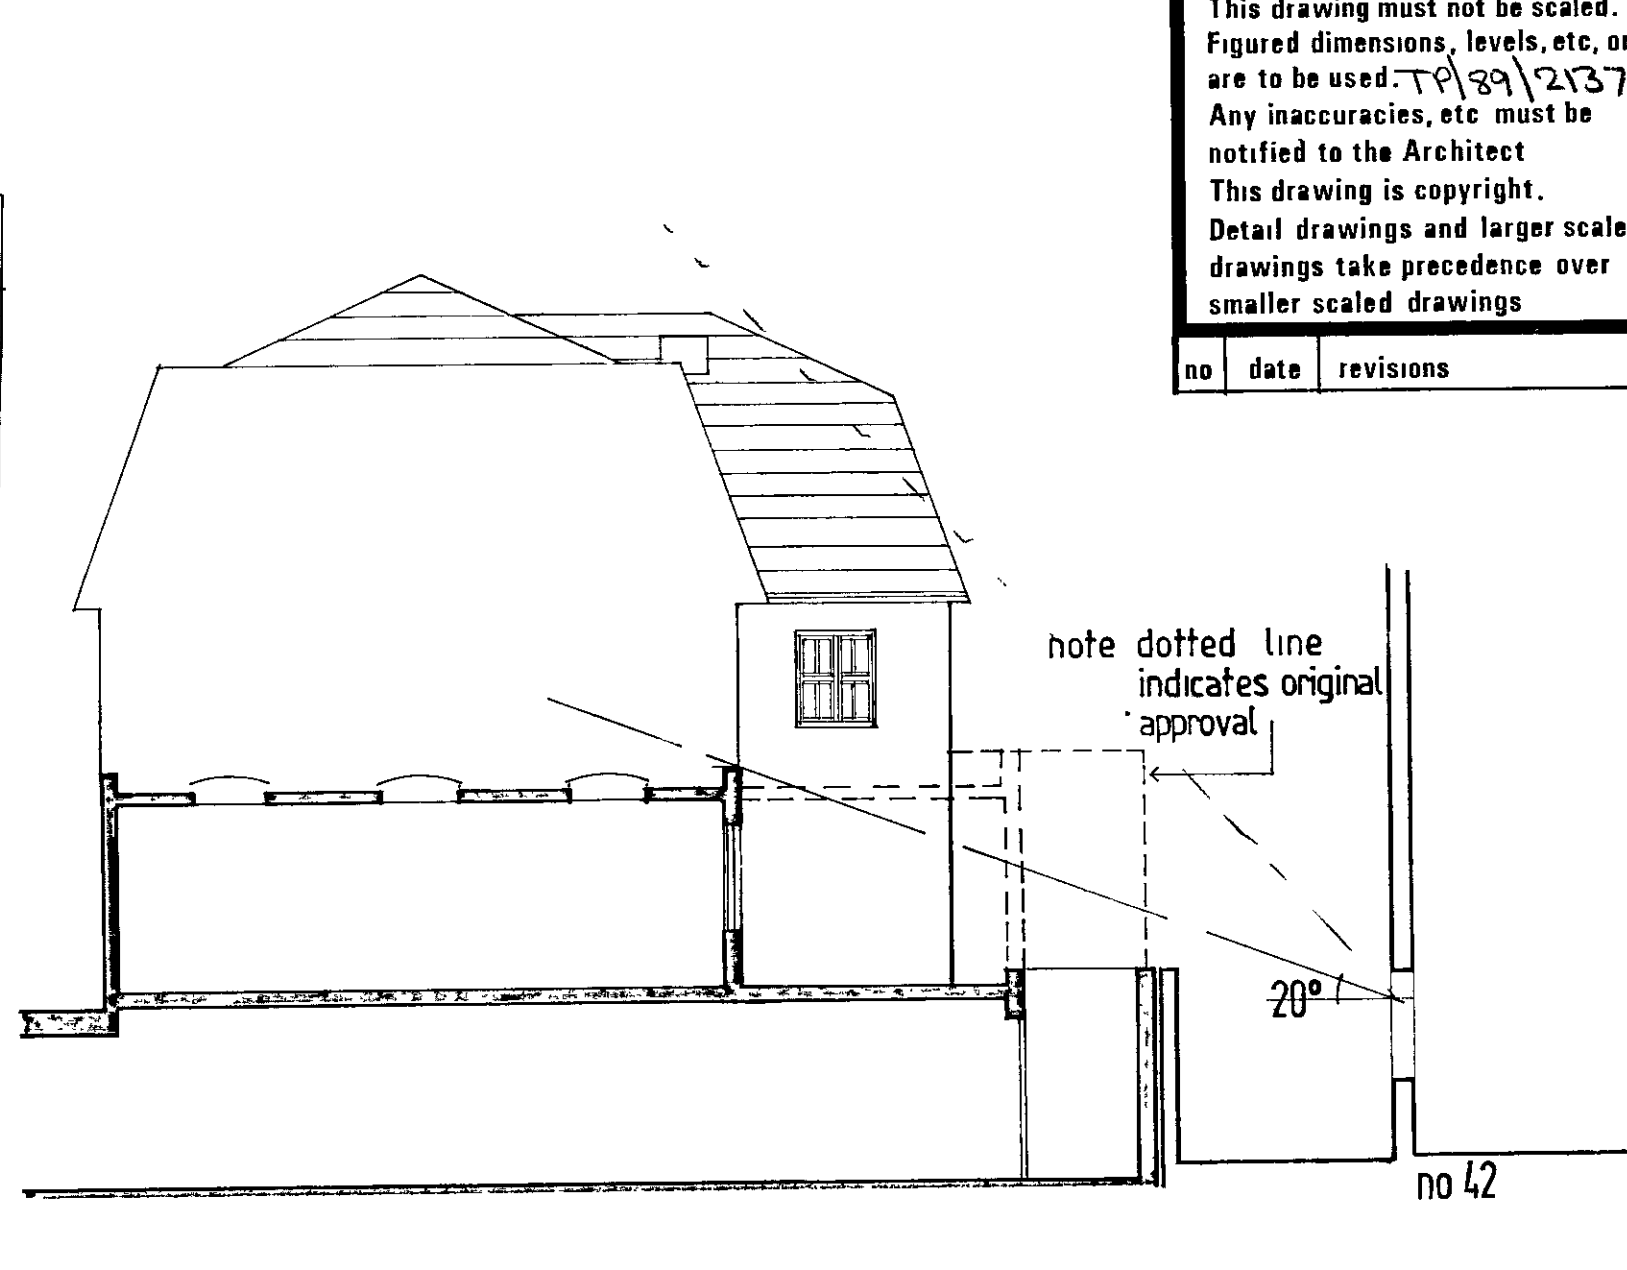 This drawing must not be scaled.
Figured dimensions, levels, etc,
are to be used. TP\89\2137
Any inaccuracies, etc must be
notified to the Architect
This drawing is copyright.
Detail drawings and larger scale
drawings take precedence over
smaller scaled drawings
no date revisions
note dotted line
indicates original
approval
20°
no 42